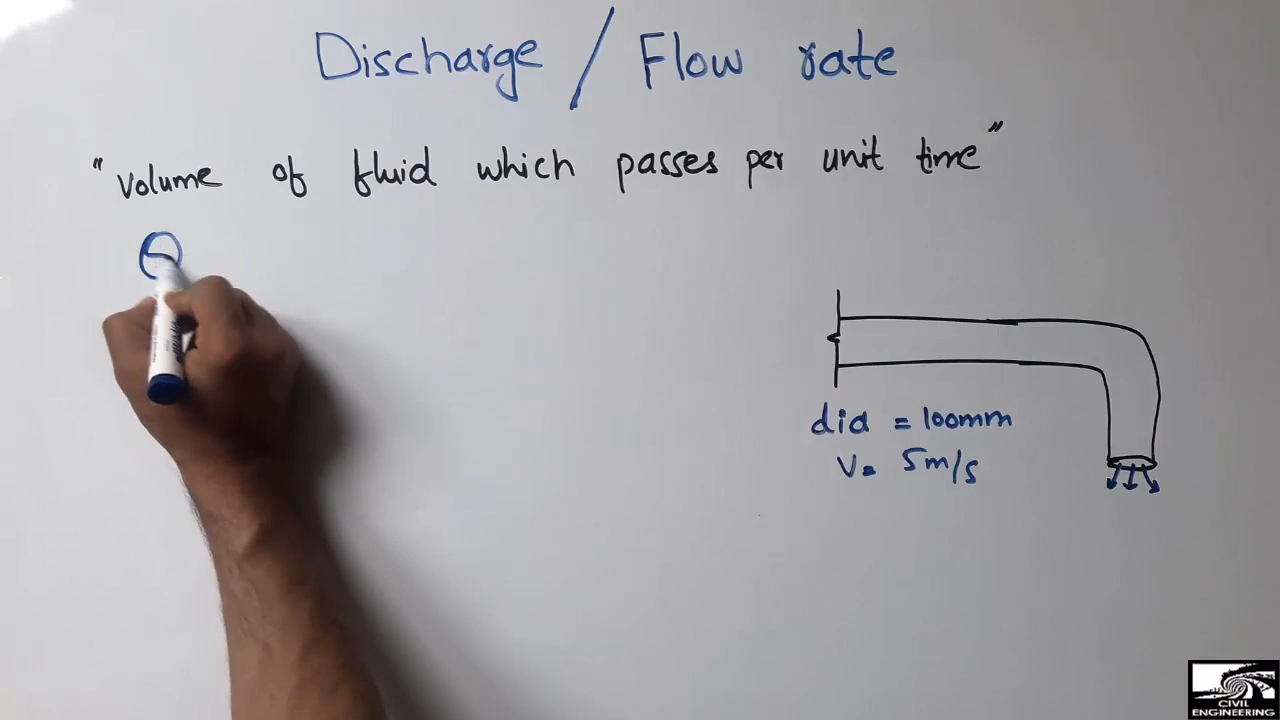 Discharge / Flow rate
"volume of fluid which passes per unit time"
dia = 100mm
V= 5m/s
CIVIL
ENGINEERING